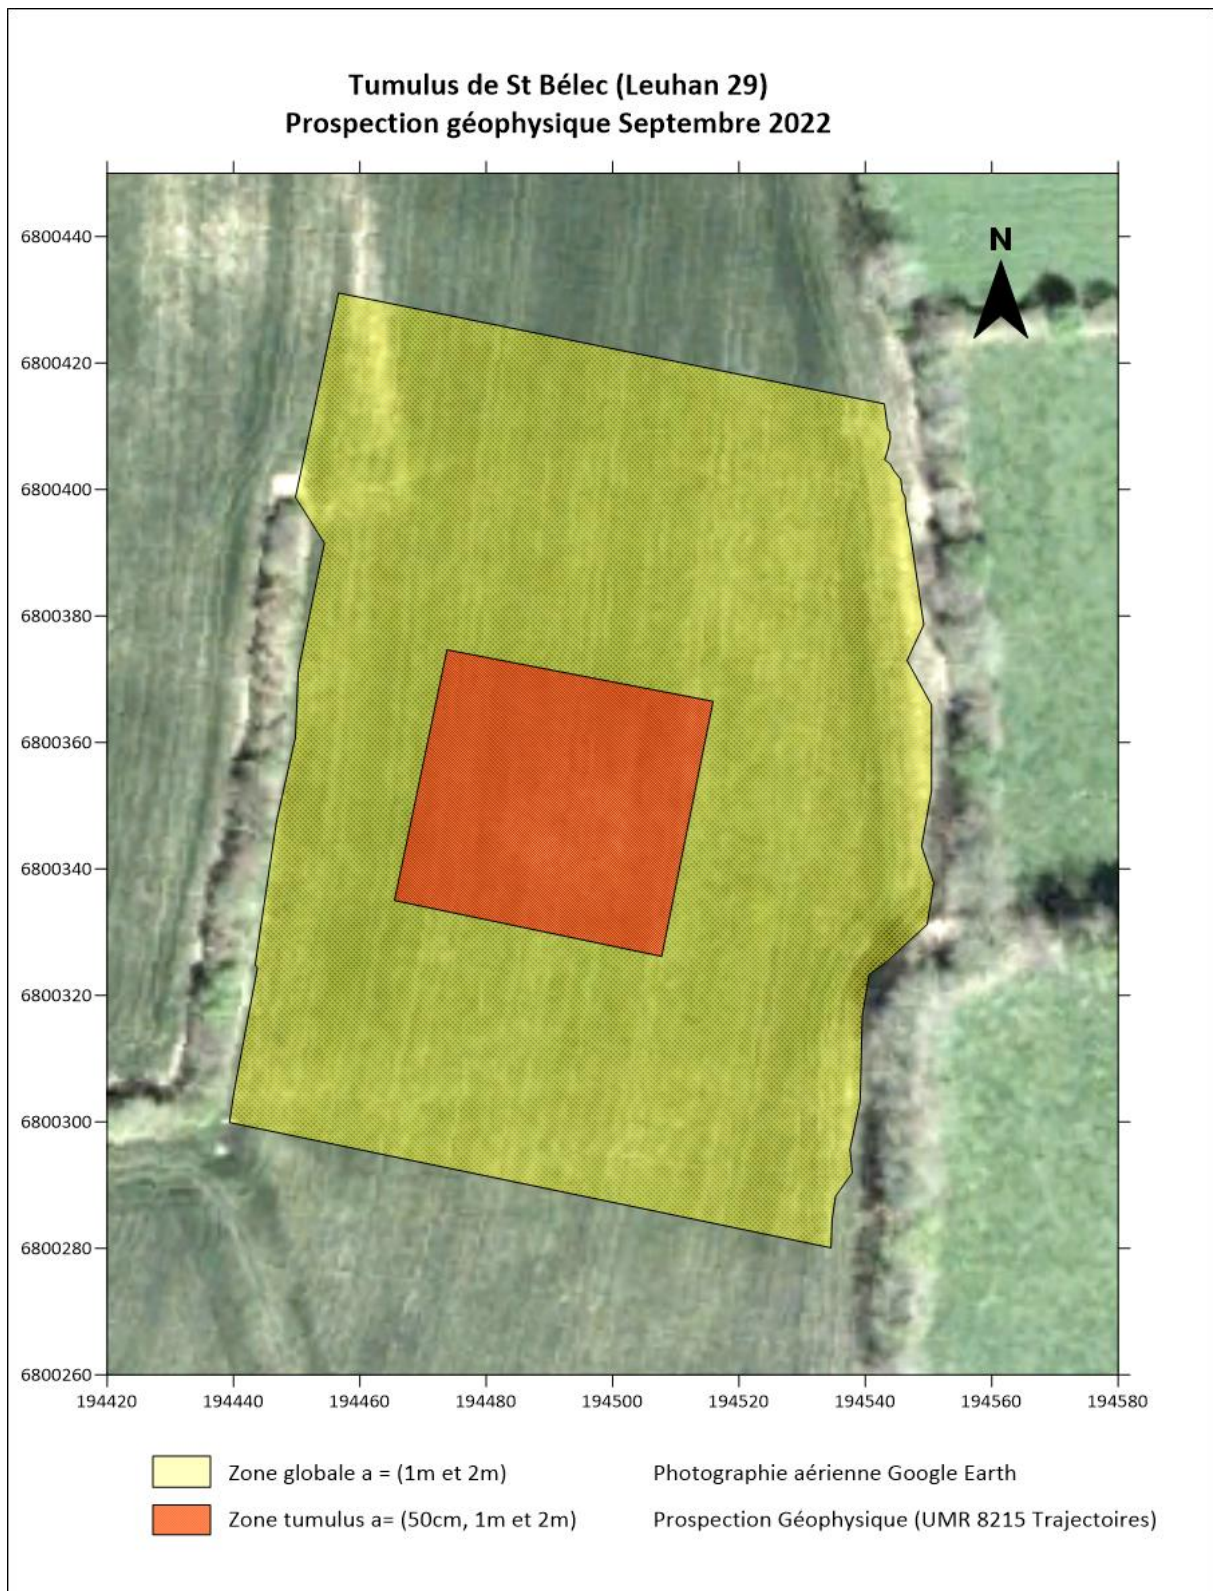 Tumulus de St Bélec (Leuhan 29)
Prospection géophysique Septembre 2022
N
6800440
6800420
6800400
6800380
6800360
6800340
6800320
6800300
6800280
6800260
194420 194440 194460 194480 194500 194520 194540 194560 194580
Zone globale a = (1m et 2m) Photographie aérienne Google Earth
Zone tumulus a= (50cm, 1m et 2m) Prospection Géophysique (UMR 8215 Trajectoires)